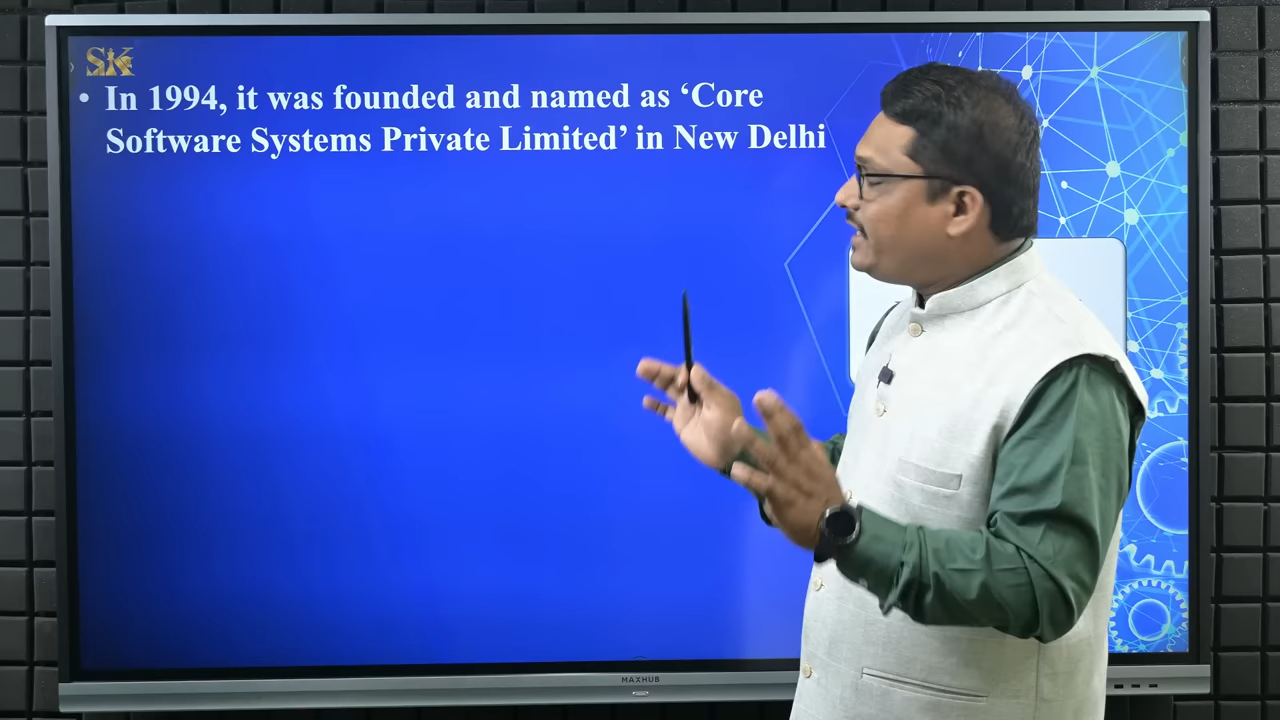 SK
• In 1994, it was founded and named as ‘Core
Software Systems Private Limited’ in New Delhi
MAXHUB